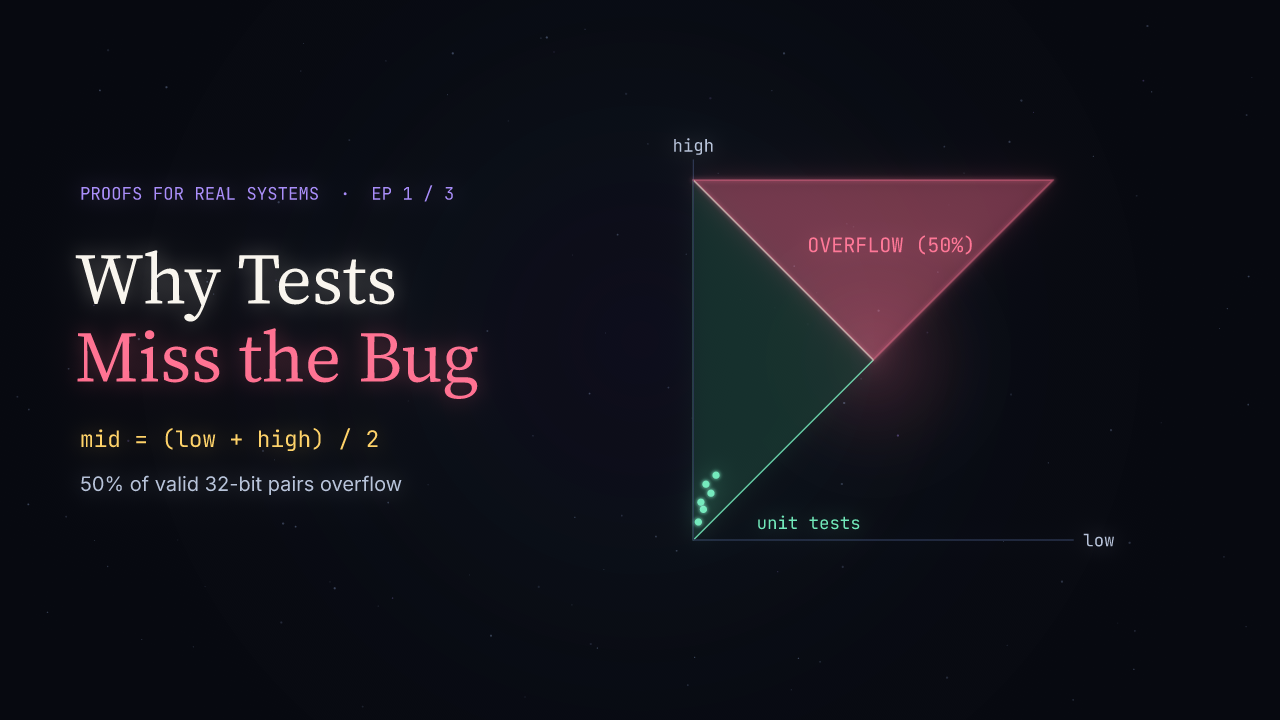 PROOFS FOR REAL SYSTEMS · EP 1 / 3
Why Tests
Miss the Bug
mid = (low + high) / 2
50% of valid 32-bit pairs overflow
high
OVERFLOW (50%)
unit tests
low